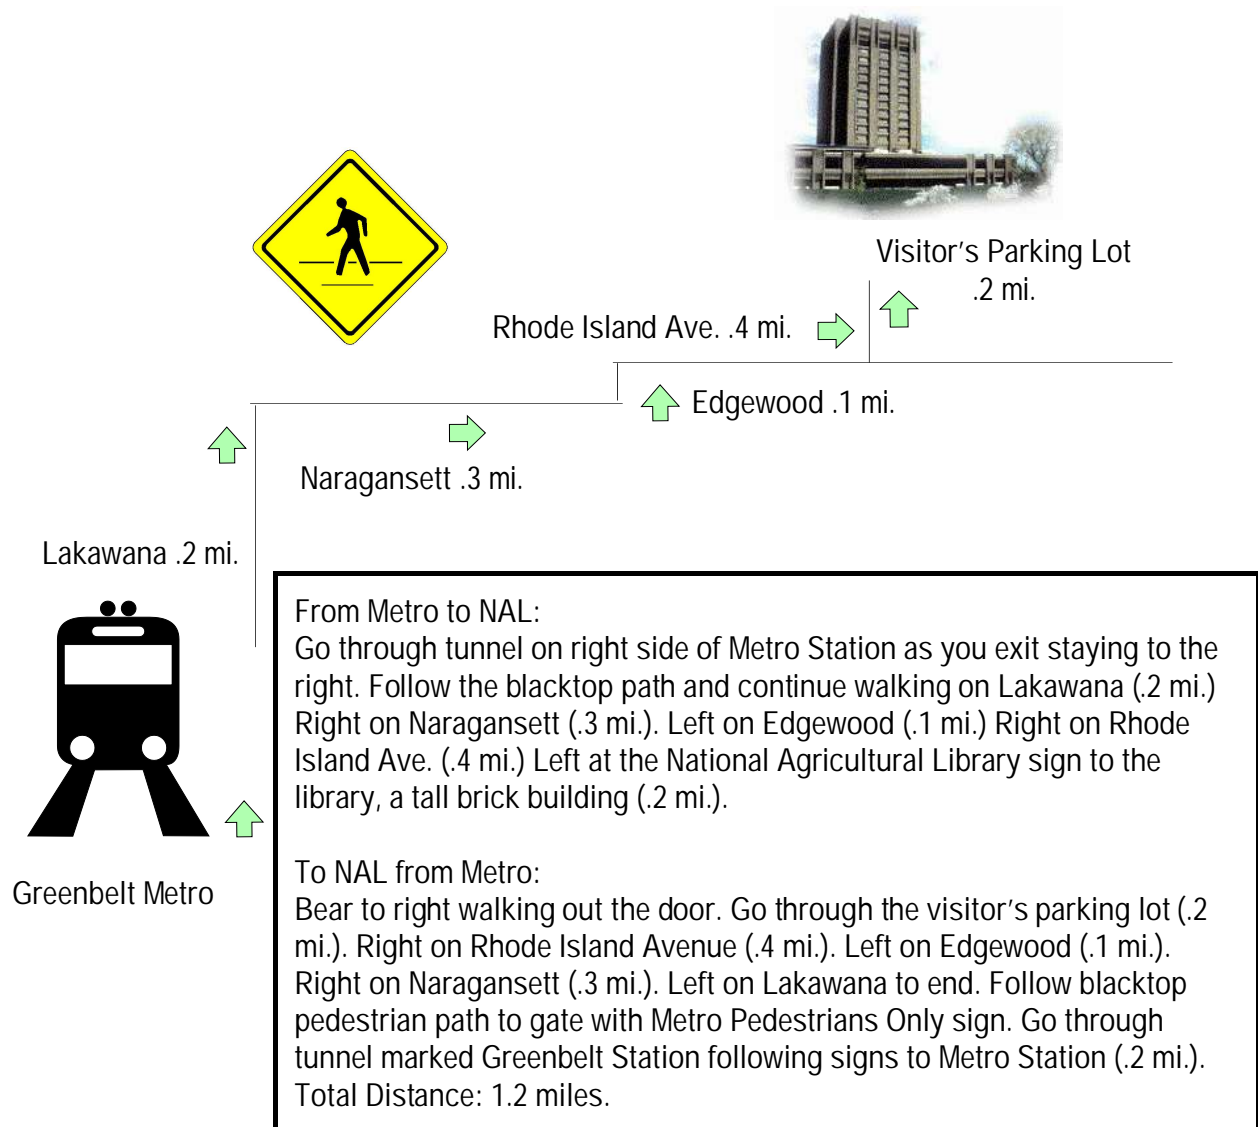 Visitor's Parking Lot
.2 mi.
Rhode Island Ave. .4 mi.
Edgewood .1 mi.
Naragansett .3 mi.
Lakawana .2 mi.
Greenbelt Metro
From Metro to NAL:
Go through tunnel on right side of Metro Station as you exit staying to the
right. Follow the blacktop path and continue walking on Lakawana (.2 mi.)
Right on Naragansett (.3 mi.). Left on Edgewood (.1 mi.) Right on Rhode
Island Ave. (.4 mi.) Left at the National Agricultural Library sign to the
library, a tall brick building (.2 mi.).
To NAL from Metro:
Bear to right walking out the door. Go through the visitor's parking lot (.2
mi.). Right on Rhode Island Avenue (.4 mi.). Left on Edgewood (.1 mi.).
Right on Naragansett (.3 mi.). Left on Lakawana to end. Follow blacktop
pedestrian path to gate with Metro Pedestrians Only sign. Go through
tunnel marked Greenbelt Station following signs to Metro Station (.2 mi.).
Total Distance: 1.2 miles.